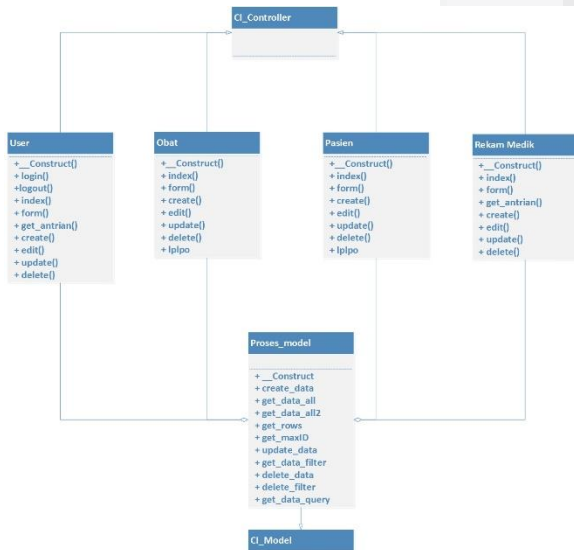 CI_Controller
User
+__Construct()
+ login()
+logout()
+ index()
+ form()
+ get_antrian()
+ create()
+ edit()
+ update()
+ delete()
Obat
+__Construct()
+ index()
+ form()
+ create()
+ edit()
+ update()
+ delete()
+ lplpo
Pasien
+__Construct()
+ index()
+ form()
+ create()
+ edit()
+ update()
+ delete()
+ lplpo
Rekam Medik
+__Construct()
+ index()
+ form()
+ get_antrian()
+ create()
+ edit()
+ update()
+ delete()
Proses_model
+ __Construct
+ create_data
+ get_data_all
+ get_data_all2
+ get_rows
+ get_maxID
+ update_data
+ get_data_filter
+ delete_data
+ delete_filter
+ get_data_query
CI_Model